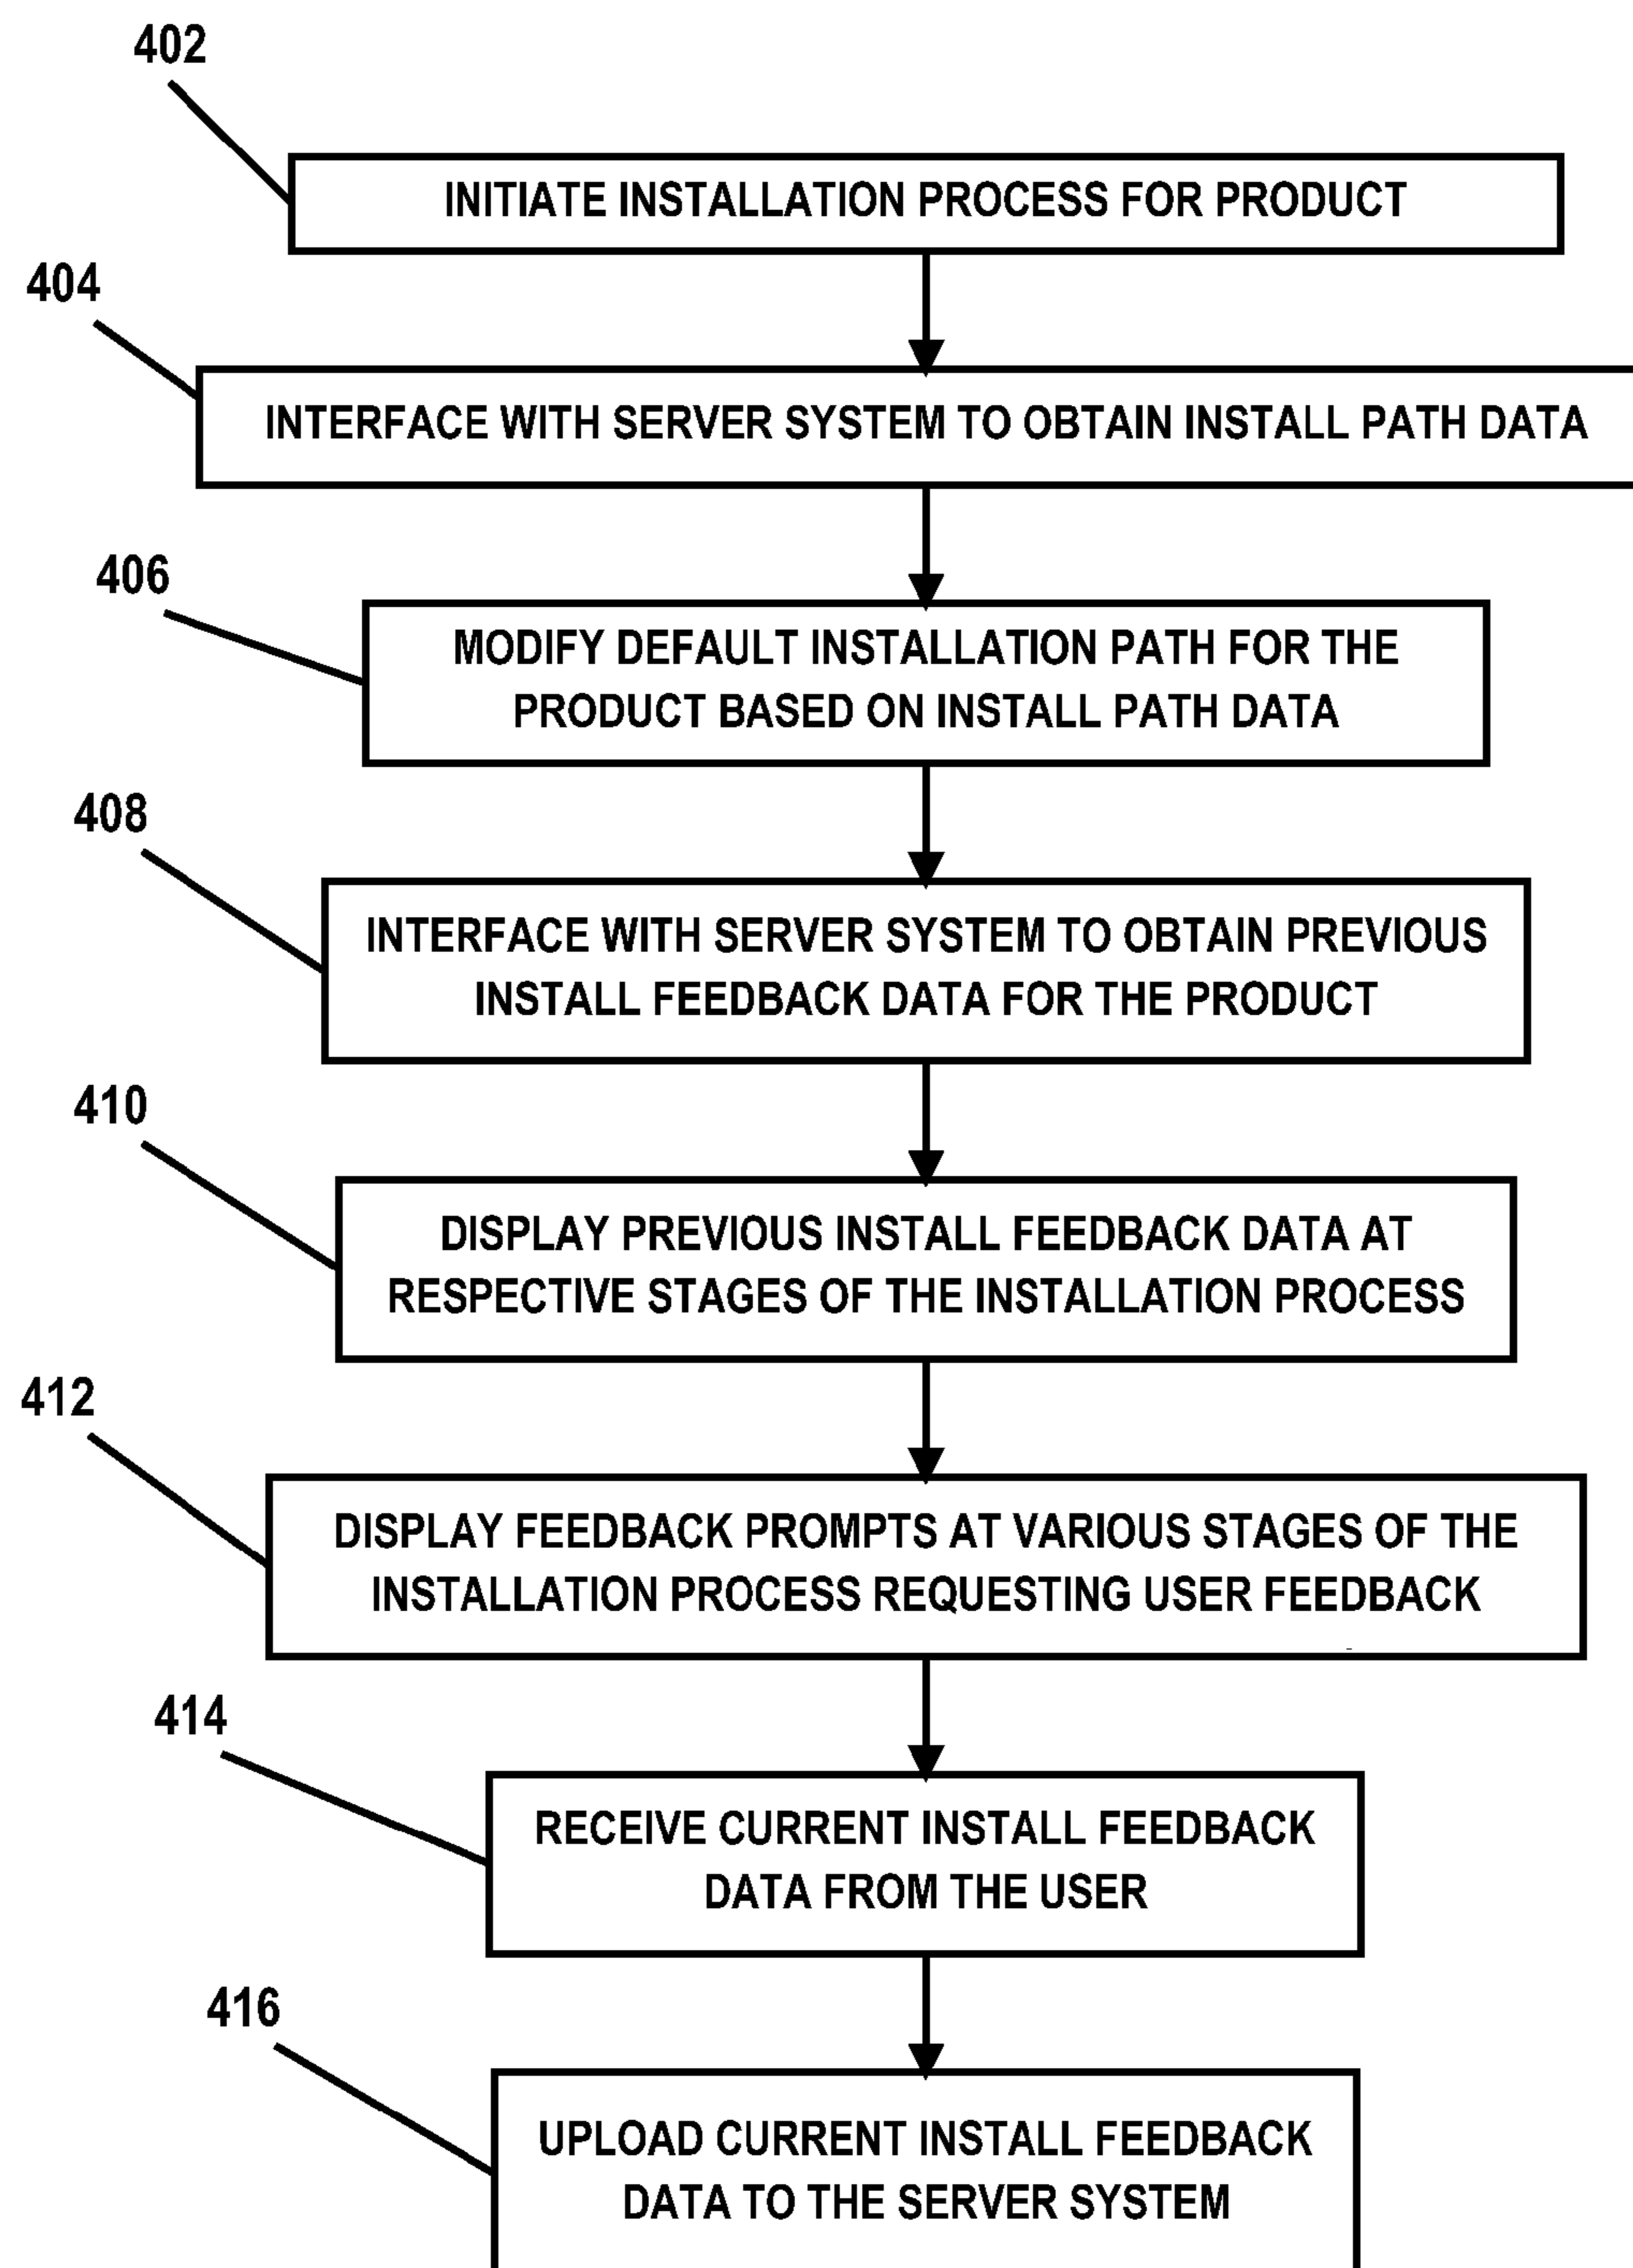 402
INITIATE INSTALLATION PROCESS FOR PRODUCT
404
INTERFACE WITH SERVER SYSTEM TO OBTAIN INSTALL PATH DATA
406
MODIFY DEFAULT INSTALLATION PATH FOR THE
PRODUCT BASED ON INSTALL PATH DATA
408
INTERFACE WITH SERVER SYSTEM TO OBTAIN PREVIOUS
INSTALL FEEDBACK DATA FOR THE PRODUCT
410
DISPLAY PREVIOUS INSTALL FEEDBACK DATA AT
RESPECTIVE STAGES OF THE INSTALLATION PROCESS
412
DISPLAY FEEDBACK PROMPTS AT VARIOUS STAGES OF THE
INSTALLATION PROCESS REQUESTING USER FEEDBACK
414
RECEIVE CURRENT INSTALL FEEDBACK
DATA FROM THE USER
416
UPLOAD CURRENT INSTALL FEEDBACK
DATA TO THE SERVER SYSTEM